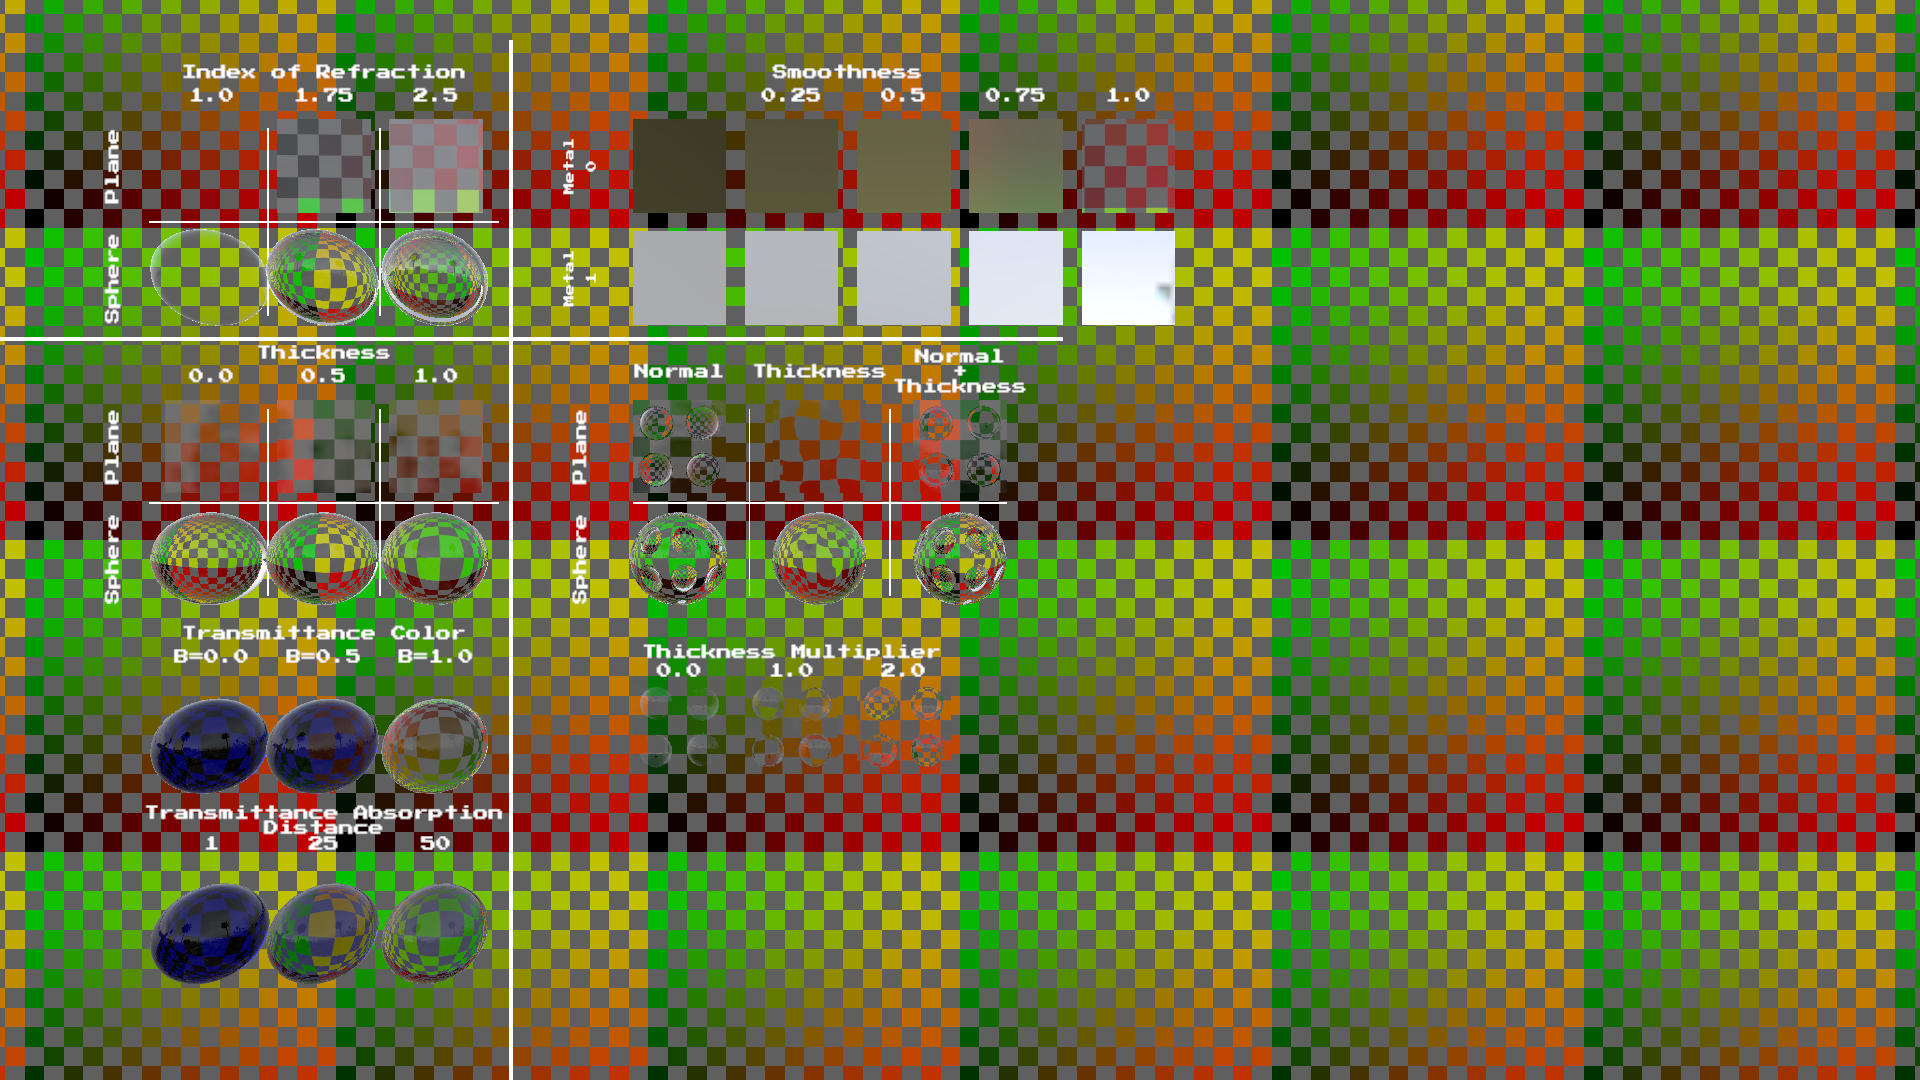 Index of Refraction
1.0 1.75 2.5
Plane
Sphere
Smoothness
0.25 0.5 0.75 1.0
Metal
0
Metal
1
Thickness
0.0 0.5 1.0
Plane
Sphere
Normal Thickness Normal
+
Thickness
Plane
Sphere
Transmittance Color
B=0.0 B=0.5 B=1.0
Thickness Multiplier
0.0 1.0 2.0
Transmittance Absorption
Distance
1 25 50